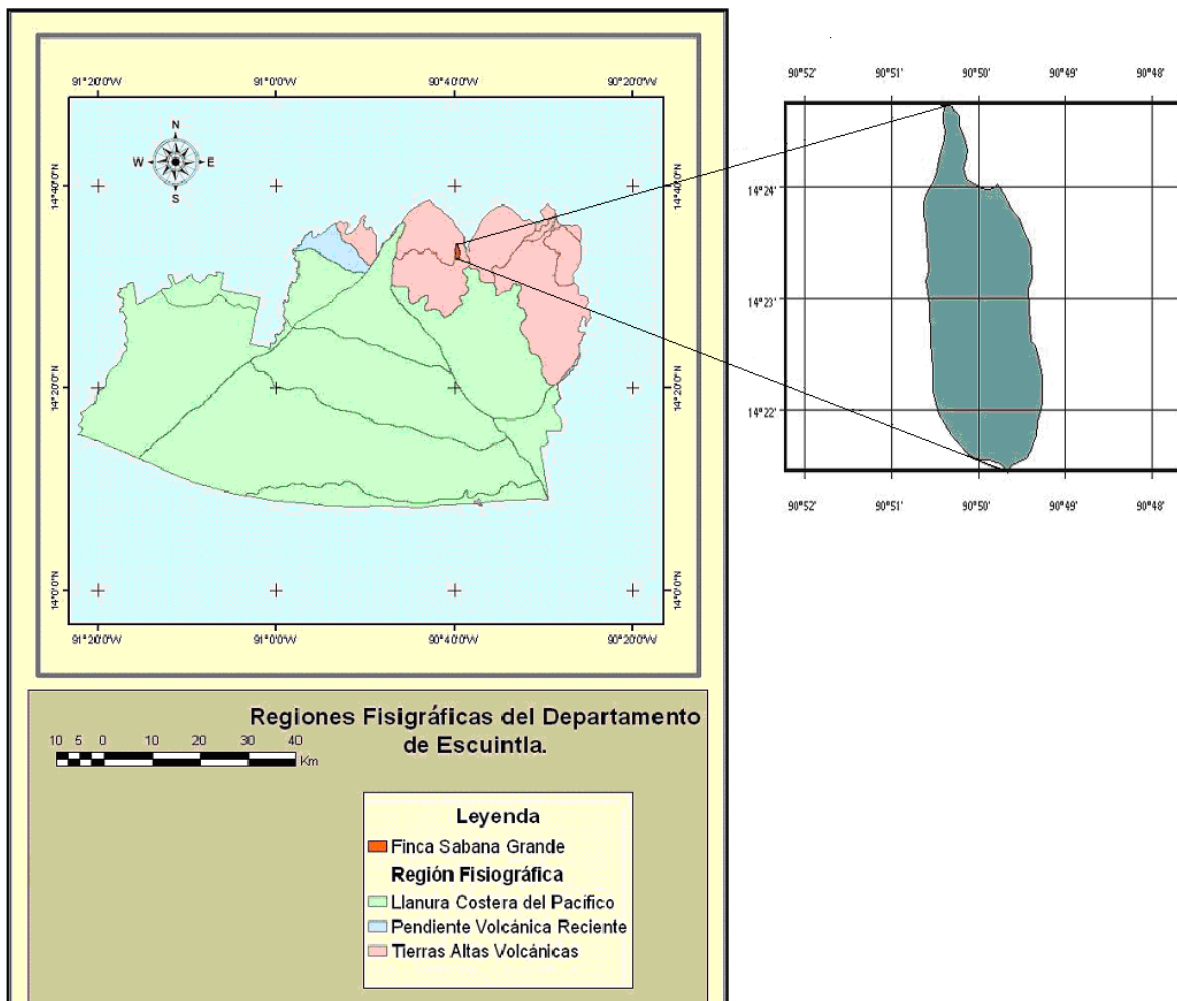 91°20'0"W 91°0'0"W 90°40'0"W 90°20'0"W
N
W E
S
14°40'0"N 14°40'0"N
14°20'0"N 14°20'0"N
14°0'0"N 14°0'0"N
91°20'0"W 91°0'0"W 90°40'0"W 90°20'0"W
90°52' 90°51' 90°50' 90°49' 90°48'
14°24'
14°23'
14°22'
90°52' 90°51' 90°50' 90°49' 90°48'
Regiones Fisigráficas del Departamento
de Escuintla.
10 5 0 10 20 30 40
Km
Leyenda
Finca Sabana Grande
Región Fisiográfica
Llanura Costera del Pacífico
Pendiente Volcánica Reciente
Tierras Altas Volcánicas